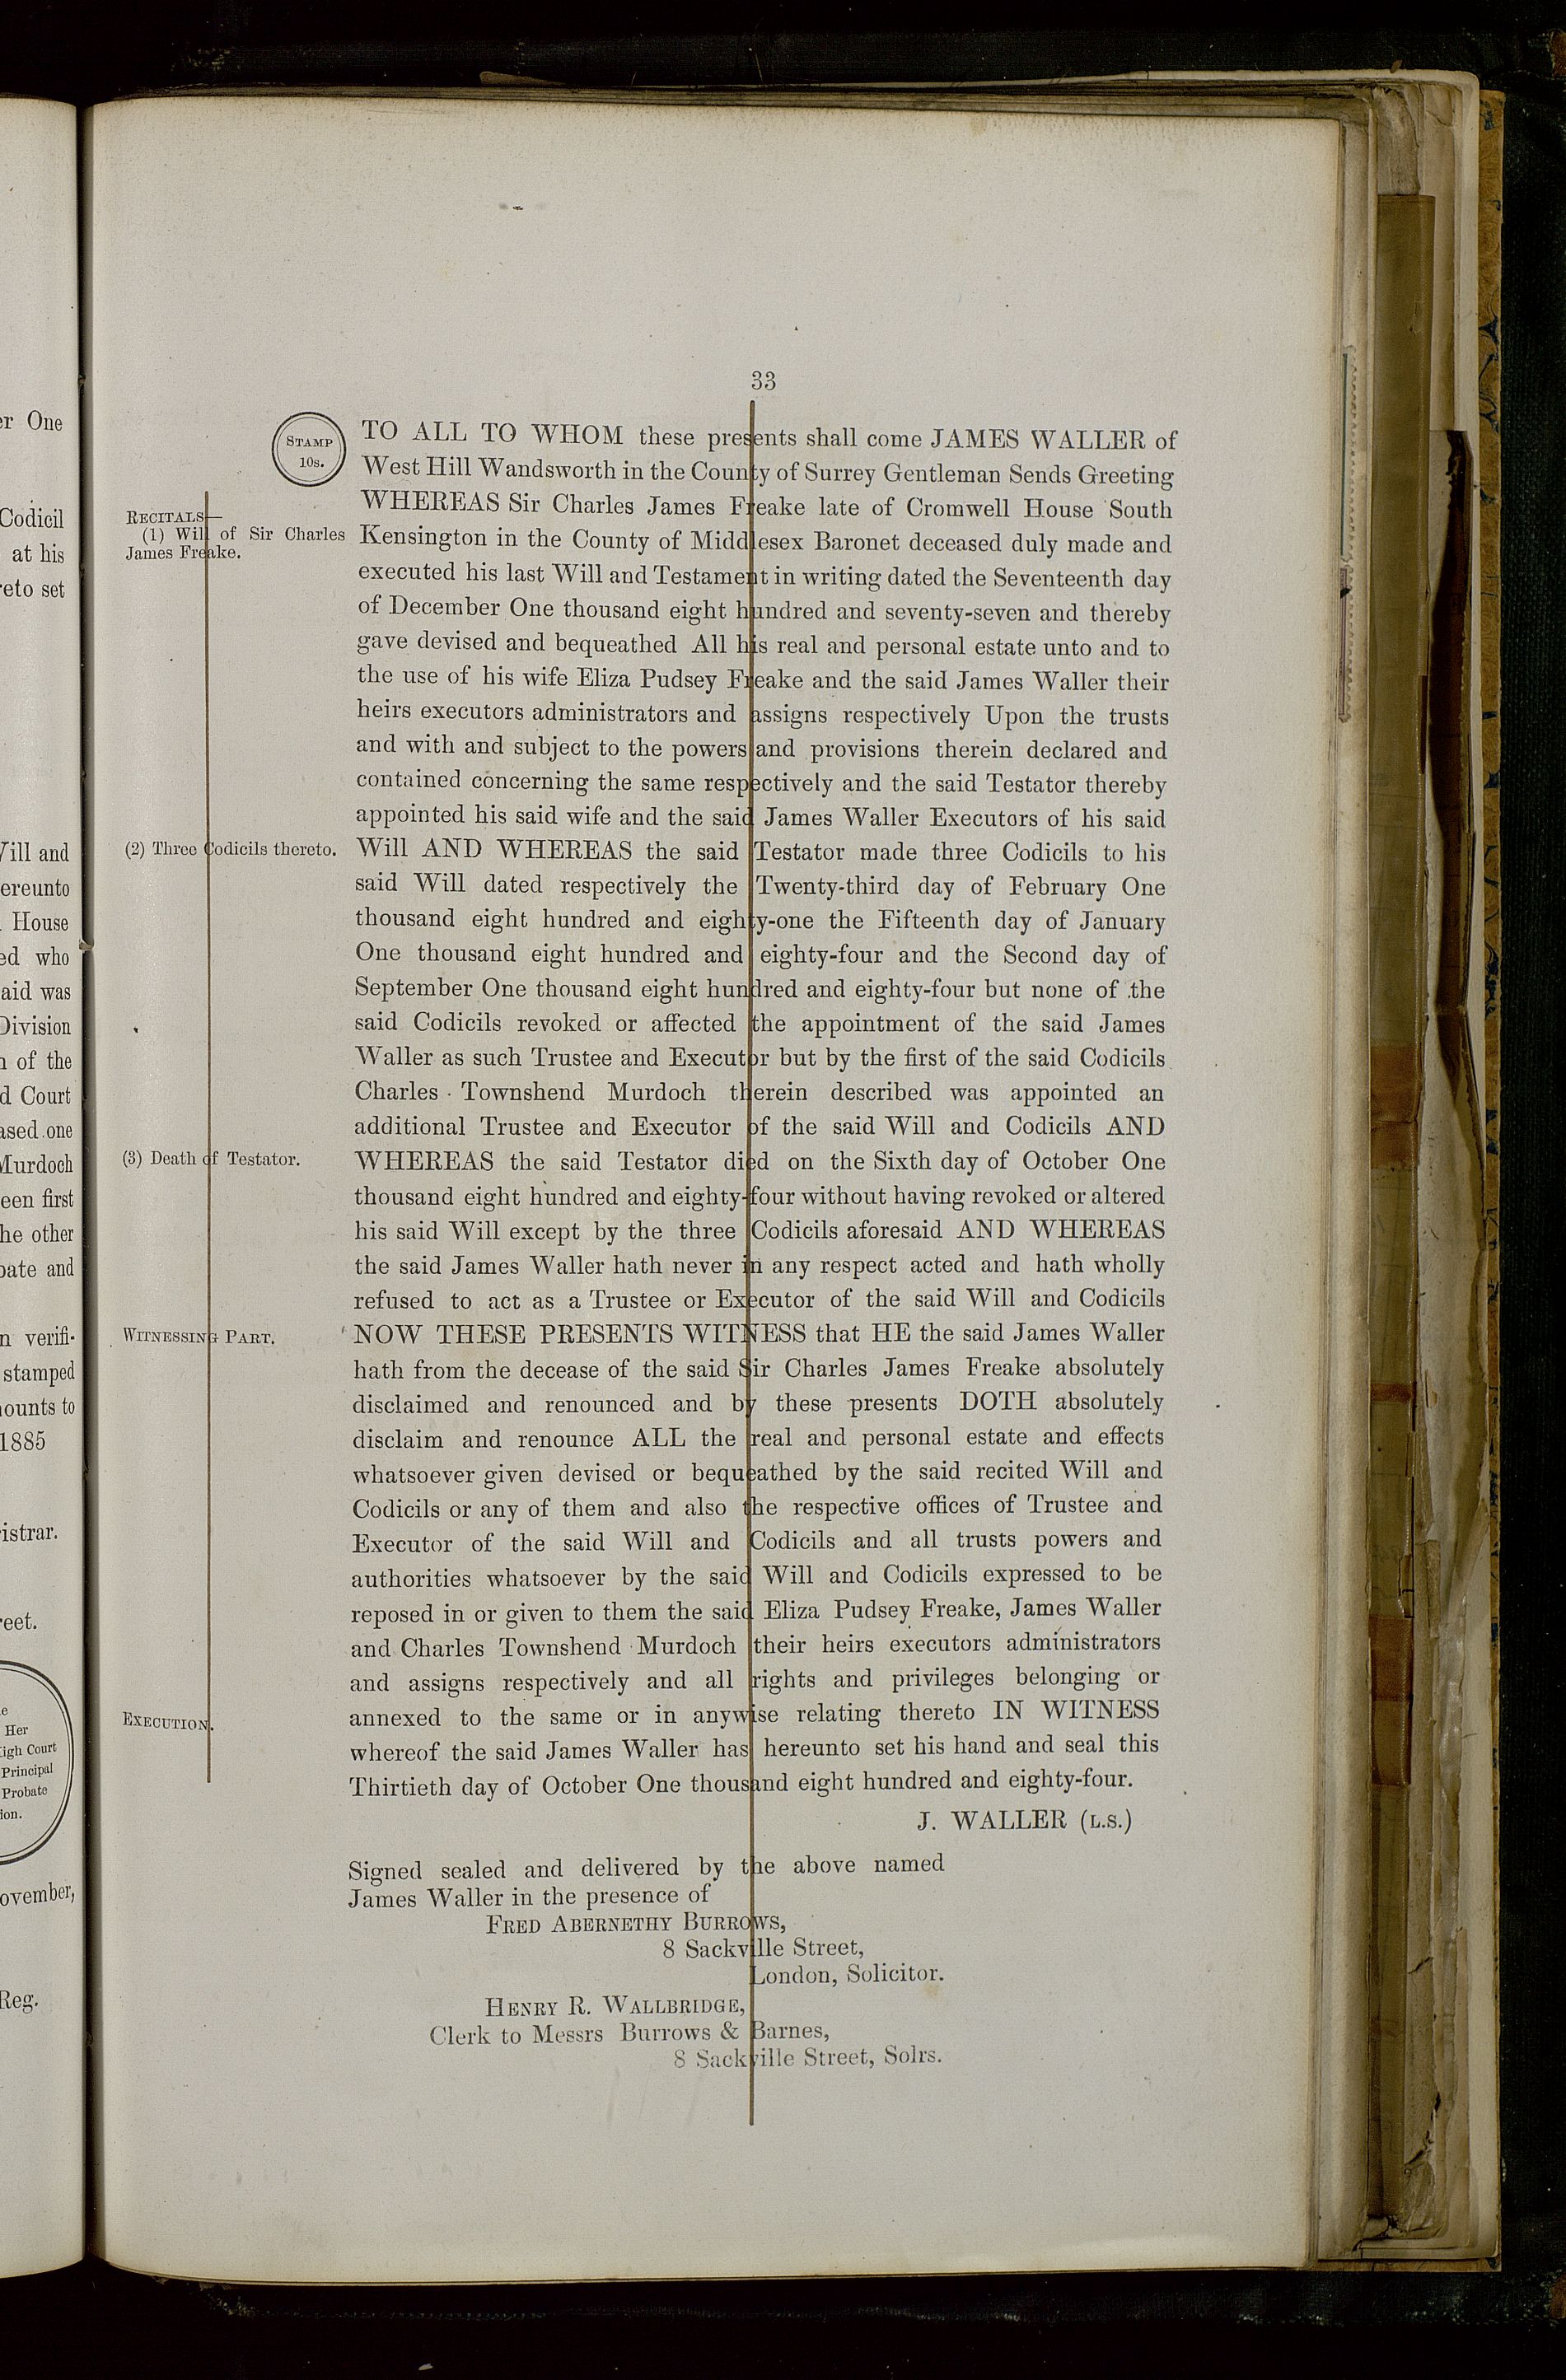 33
STAMP
10s.
TO ALL TO WHOM these presents shall come JAMES WALLER of
West Hill Wandsworth in the County of Surrey Gentleman Sends Greeting
WHEREAS Sir Charles James Freake late of Cromwell House South
RECITALS—
(1) Will of Sir Charles
James Freake.
Kensington in the County of Middlesex Baronet deceased duly made and
executed his last Will and Testament in writing dated the Seventeenth day
of December One thousand eight hundred and seventy-seven and thereby
gave devised and bequeathed All his real and personal estate unto and to
the use of his wife Eliza Pudsey Freake and the said James Waller their
heirs executors administrators and assigns respectively Upon the trusts
and with and subject to the powers and provisions therein declared and
contained concerning the same respectively and the said Testator thereby
appointed his said wife and the said James Waller Executors of his said
(2) Three Codicils thereto.
Will AND WHEREAS the said Testator made three Codicils to his
said Will dated respectively the Twenty-third day of February One
thousand eight hundred and eighty-one the Fifteenth day of January
One thousand eight hundred and eighty-four and the Second day of
September One thousand eight hundred and eighty-four but none of the
said Codicils revoked or affected the appointment of the said James
Waller as such Trustee and Executor but by the first of the said Codicils
Charles Townshend Murdoch therein described was appointed an
additional Trustee and Executor of the said Will and Codicils AND
(3) Death of Testator.
WHEREAS the said Testator died on the Sixth day of October One
thousand eight hundred and eighty-four without having revoked or altered
his said Will except by the three Codicils aforesaid AND WHEREAS
the said James Waller hath never in any respect acted and hath wholly
refused to act as a Trustee or Executor of the said Will and Codicils
WITNESSING PART.
NOW THESE PRESENTS WITNESS that HE the said James Waller
hath from the decease of the said Sir Charles James Freake absolutely
disclaimed and renounced and by these presents DOTH absolutely
disclaim and renounce ALL the real and personal estate and effects
whatsoever given devised or bequeathed by the said recited Will and
Codicils or any of them and also the respective offices of Trustee and
Executor of the said Will and Codicils and all trusts powers and
authorities whatsoever by the said Will and Codicils expressed to be
reposed in or given to them the said Eliza Pudsey Freake, James Waller
and Charles Townshend Murdoch their heirs executors administrators
and assigns respectively and all rights and privileges belonging or
EXECUTION.
annexed to the same or in anywise relating thereto IN WITNESS
whereof the said James Waller has hereunto set his hand and seal this
Thirtieth day of October One thousand eight hundred and eighty-four.
J. WALLER (L.S.)
Signed sealed and delivered by the above named
James Waller in the presence of
FRED ABERNETHY BURROWS,
8 Sackville Street,
London, Solicitor.
HENRY R. WALLBRIDGE,
Clerk to Messrs Burrows & Barnes,
8 Sackville Street, Solrs.